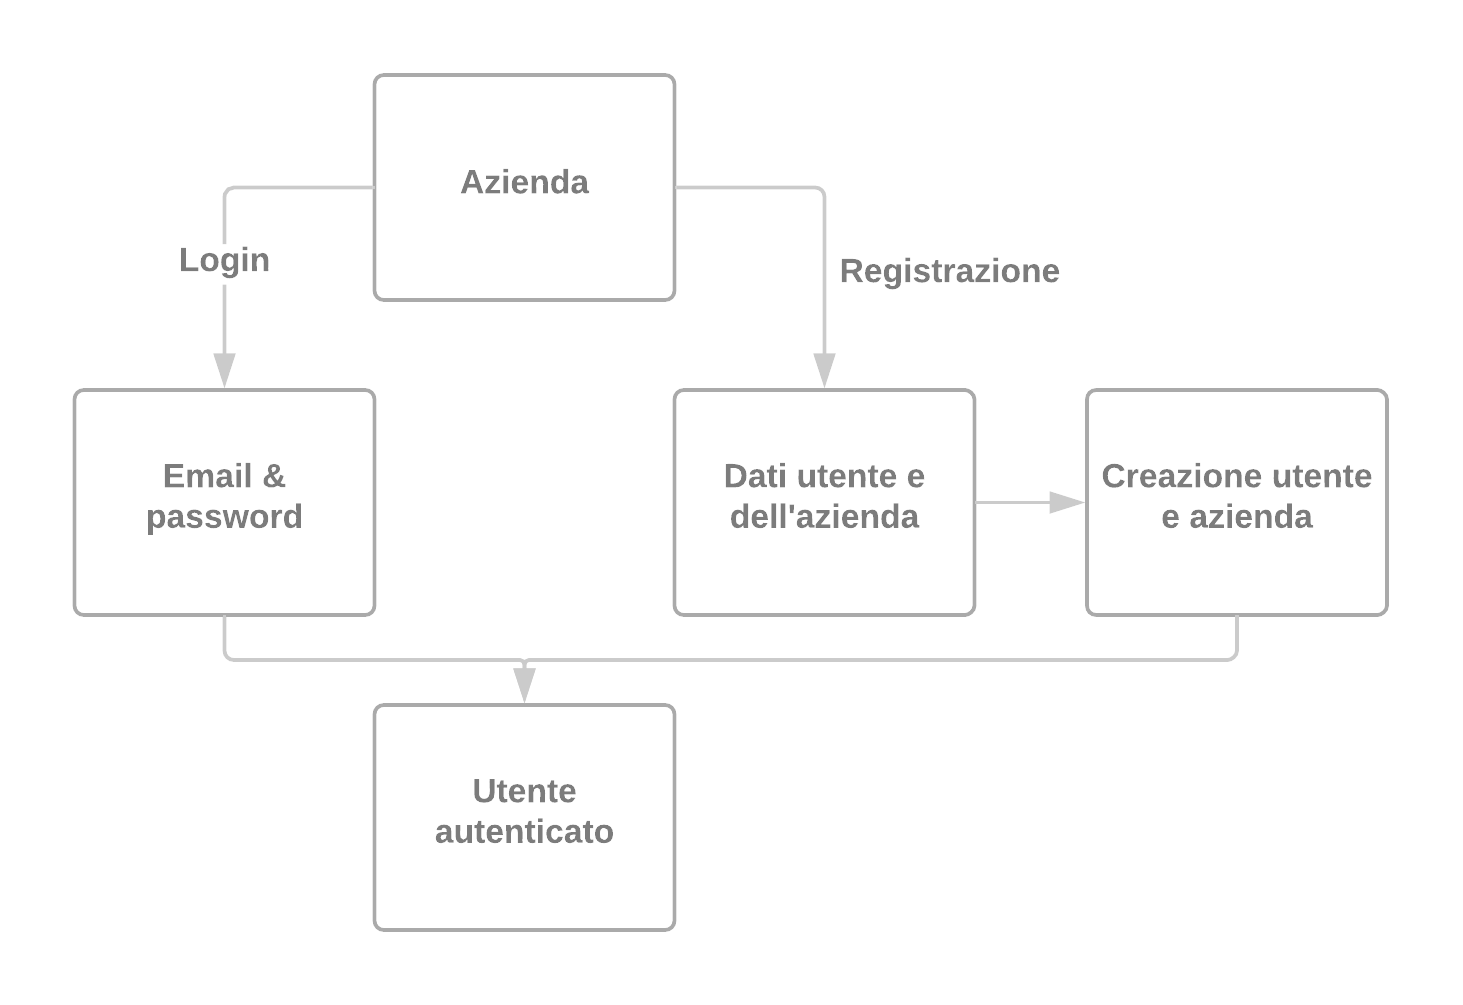 Azienda
Login
Registrazione
Email &
password
Dati utente e
dell'azienda
Creazione utente
e azienda
Utente
autenticato